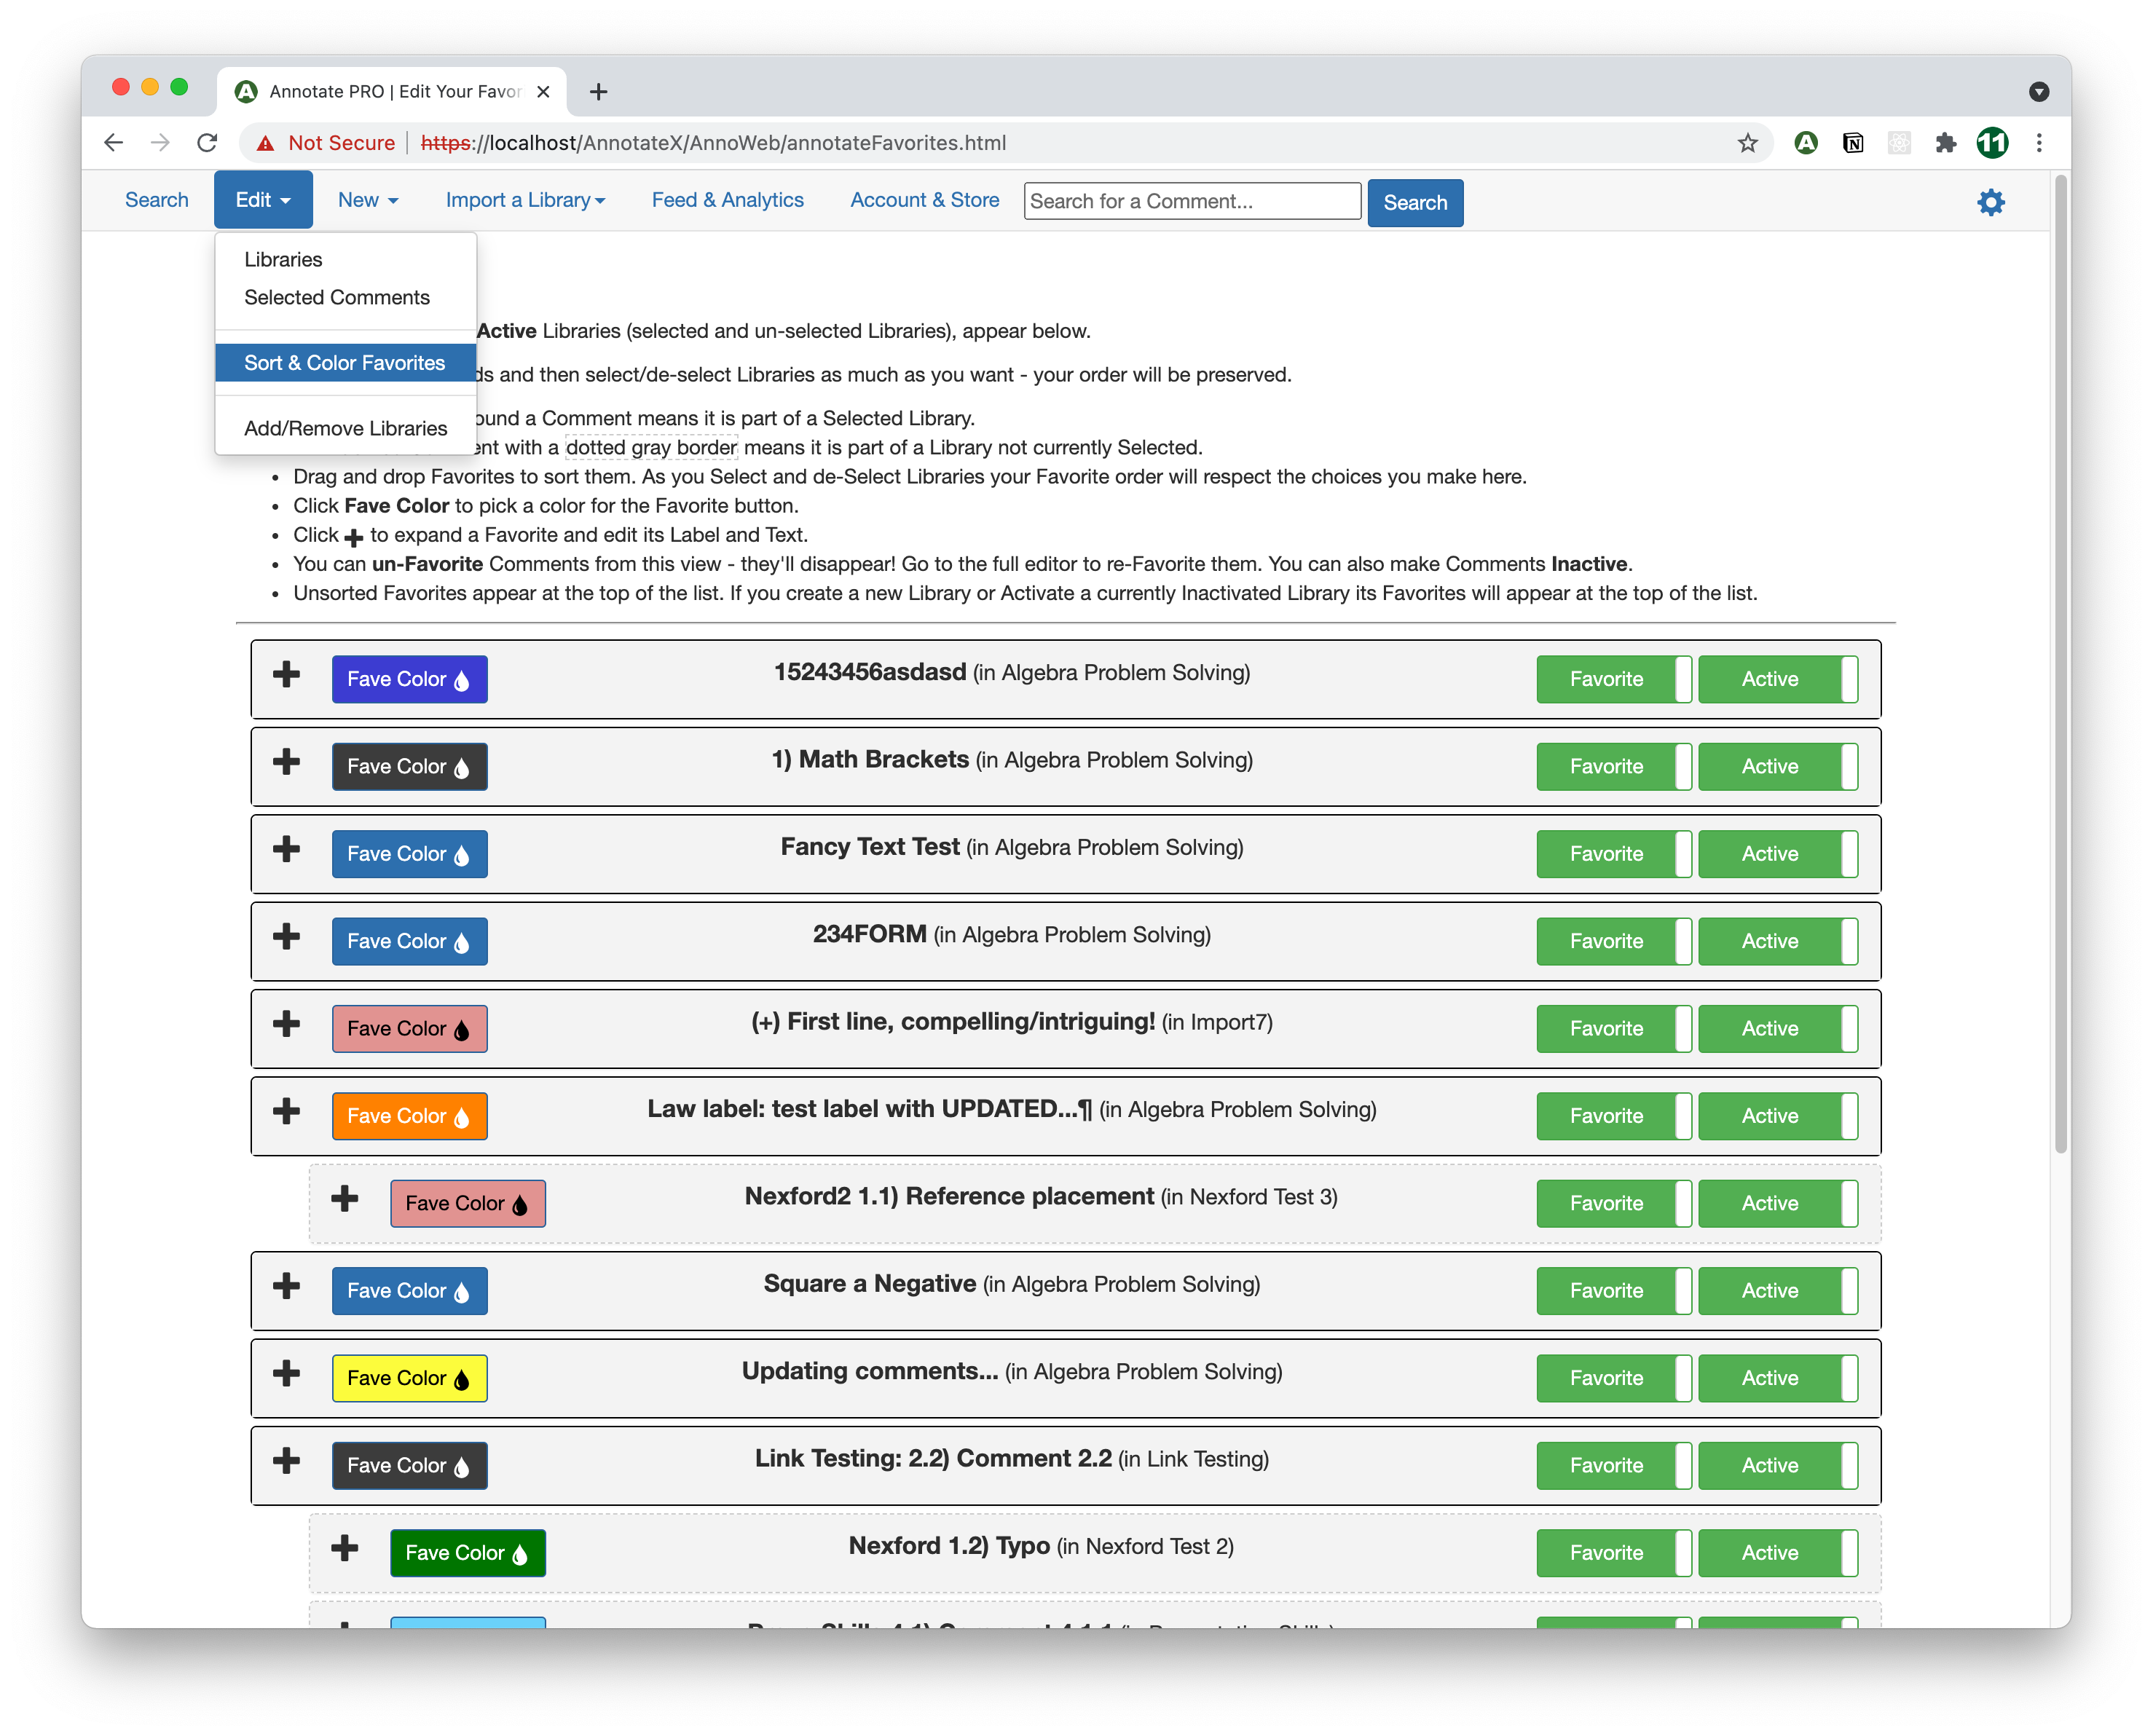 Annotate PRO | Edit Your Favor
Not Secure https://localhost/AnnotateX/AnnoWeb/annotateFavorites.html
11
Search Edit New Import a Library Feed & Analytics Account & Store Search for a Comment... Search
Libraries
Selected Comments
Sort & Color Favorites
Add/Remove Libraries
Active Libraries (selected and un-selected Libraries), appear below.
and then select/de-select Libraries as much as you want - your order will be preserved.
a Comment means it is part of a Selected Library.
with a dotted gray border means it is part of a Library not currently Selected.
• Drag and drop Favorites to sort them. As you Select and de-Select Libraries your Favorite order will respect the choices you make here.
• Click Fave Color to pick a color for the Favorite button.
• Click + to expand a Favorite and edit its Label and Text.
• You can un-Favorite Comments from this view - they'll disappear! Go to the full editor to re-Favorite them. You can also make Comments Inactive.
• Unsorted Favorites appear at the top of the list. If you create a new Library or Activate a currently Inactivated Library its Favorites will appear at the top of the list.
Fave Color 15243456asdasd (in Algebra Problem Solving) Favorite Active
Fave Color 1) Math Brackets (in Algebra Problem Solving) Favorite Active
Fave Color Fancy Text Test (in Algebra Problem Solving) Favorite Active
Fave Color 234FORM (in Algebra Problem Solving) Favorite Active
Fave Color (+) First line, compelling/intriguing! (in Import7) Favorite Active
Fave Color Law label: test label with UPDATED...¶ (in Algebra Problem Solving) Favorite Active
Fave Color Nexford2 1.1) Reference placement (in Nexford Test 3) Favorite Active
Fave Color Square a Negative (in Algebra Problem Solving) Favorite Active
Fave Color Updating comments... (in Algebra Problem Solving) Favorite Active
Fave Color Link Testing: 2.2) Comment 2.2 (in Link Testing) Favorite Active
Fave Color Nexford 1.2) Typo (in Nexford Test 2) Favorite Active